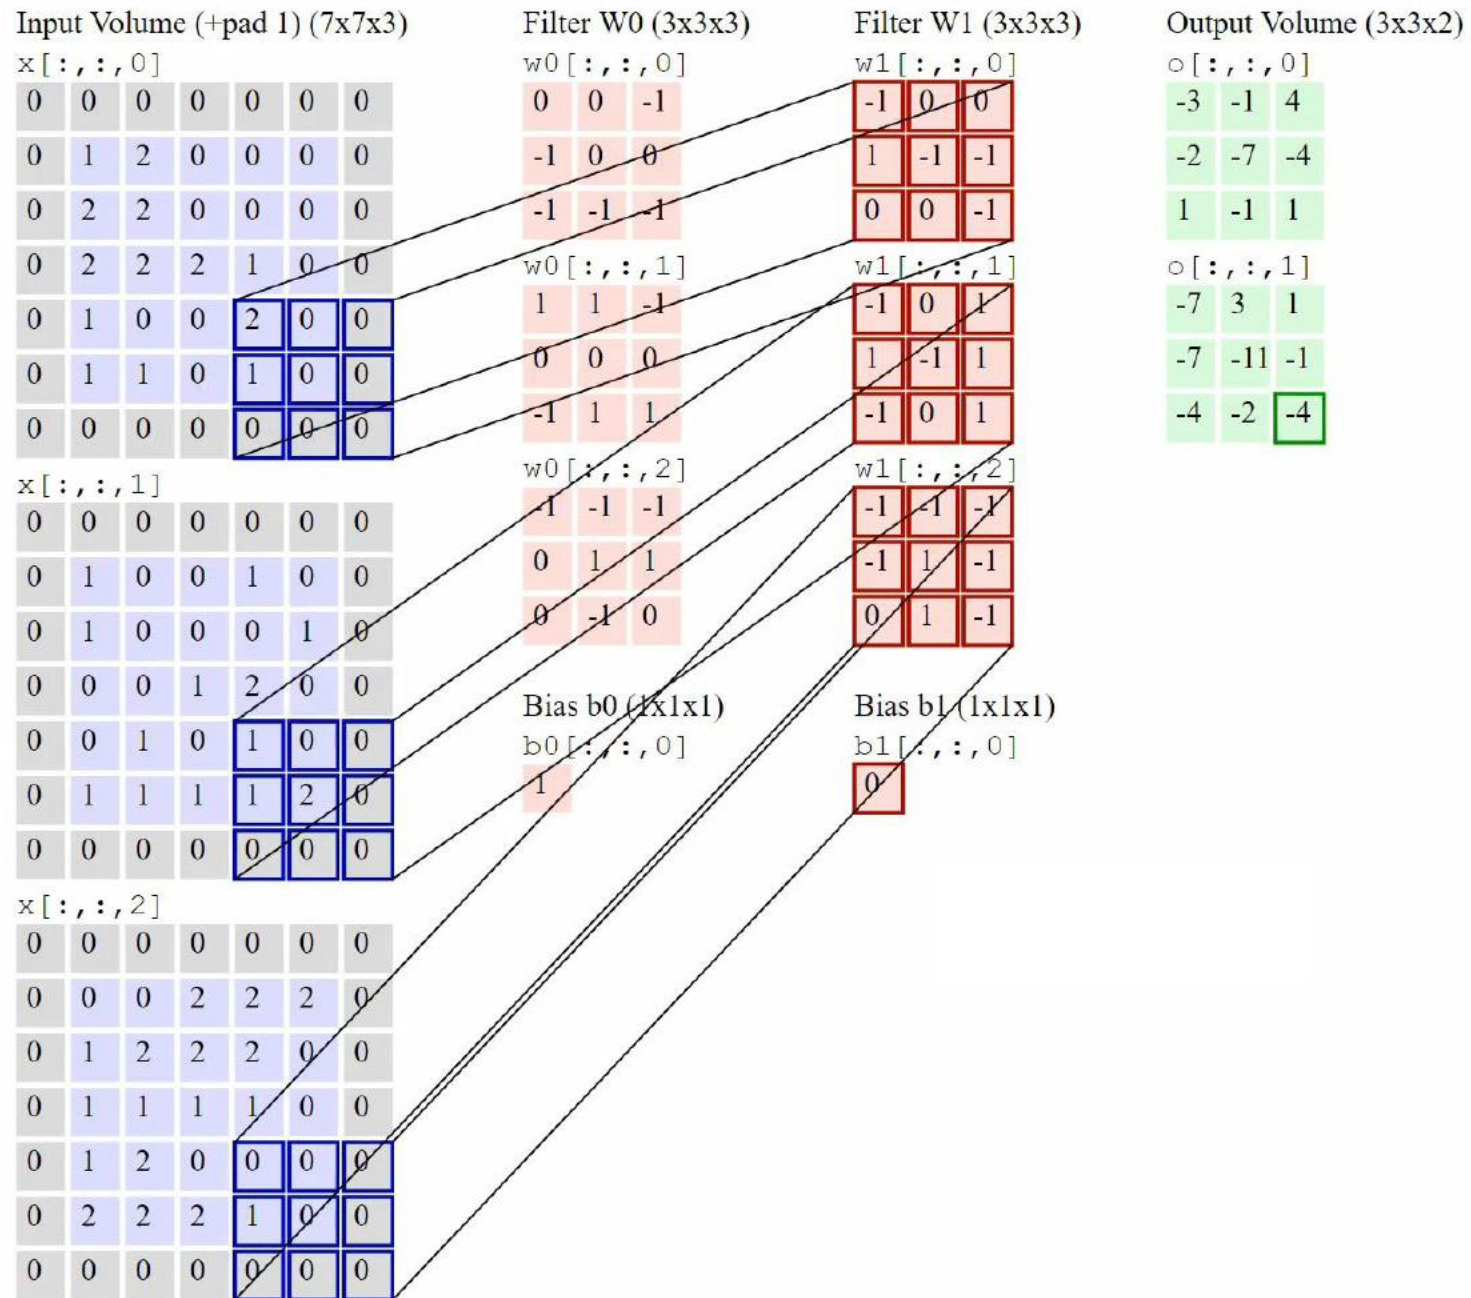 Input Volume (+pad 1) (7x7x3)
x[:,:,0]
0 0 0 0 0 0 0
0 1 2 0 0 0 0
0 2 2 0 0 0 0
0 2 2 2 1 0 0
0 1 0 0 2 0 0
0 1 1 0 1 0 0
0 0 0 0 0 0 0
x[:,:,1]
0 0 0 0 0 0 0
0 1 0 0 1 0 0
0 1 0 0 0 1 0
0 0 0 1 2 0 0
0 0 1 0 1 0 0
0 1 1 1 1 2 0
0 0 0 0 0 0 0
x[:,:,2]
0 0 0 0 0 0 0
0 0 0 2 2 2 0
0 1 2 2 2 0 0
0 1 1 1 1 0 0
0 1 2 0 0 0 0
0 2 2 2 1 0 0
0 0 0 0 0 0 0
Filter W0 (3x3x3)
w0[:,:,0]
0 0 -1
-1 0 0
-1 -1 -1
w0[:,:,1]
1 1 -1
0 0 0
-1 1 1
w0[:,:,2]
-1 -1 -1
0 1 1
0 -1 0
Bias b0 (1x1x1)
b0[:,:,0]
1
Filter W1 (3x3x3)
w1[:,:,0]
-1 0 0
1 -1 -1
0 0 -1
w1[:,:,1]
-1 0 1
1 -1 1
-1 0 1
w1[:,:,2]
-1 -1 -1
-1 1 -1
0 1 -1
Bias b1 (1x1x1)
b1[:,:,0]
0
Output Volume (3x3x2)
o[:,:,0]
-3 -1 4
-2 -7 -4
1 -1 1
o[:,:,1]
-7 3 1
-7 -11 -1
-4 -2 -4